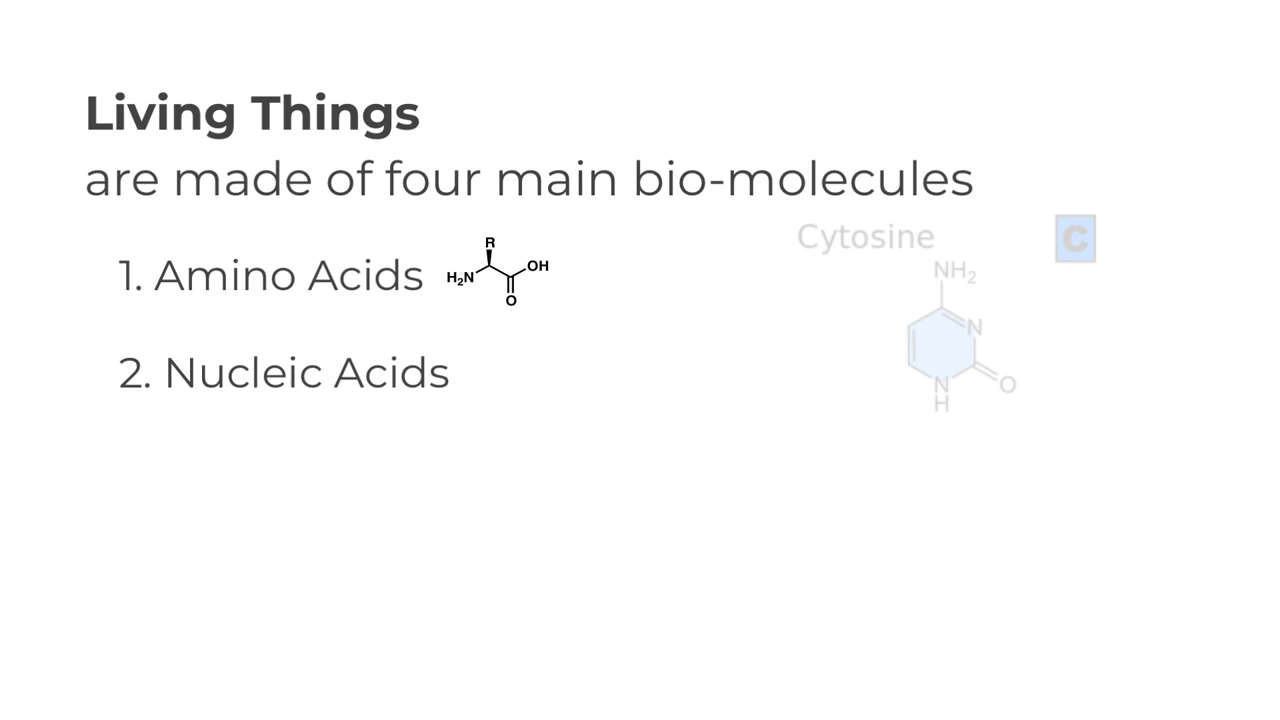 Living Things
are made of four main bio-molecules
1. Amino Acids
R
H₂N
OH
O
2. Nucleic Acids
Cytosine
C
NH₂
N
O
N
H